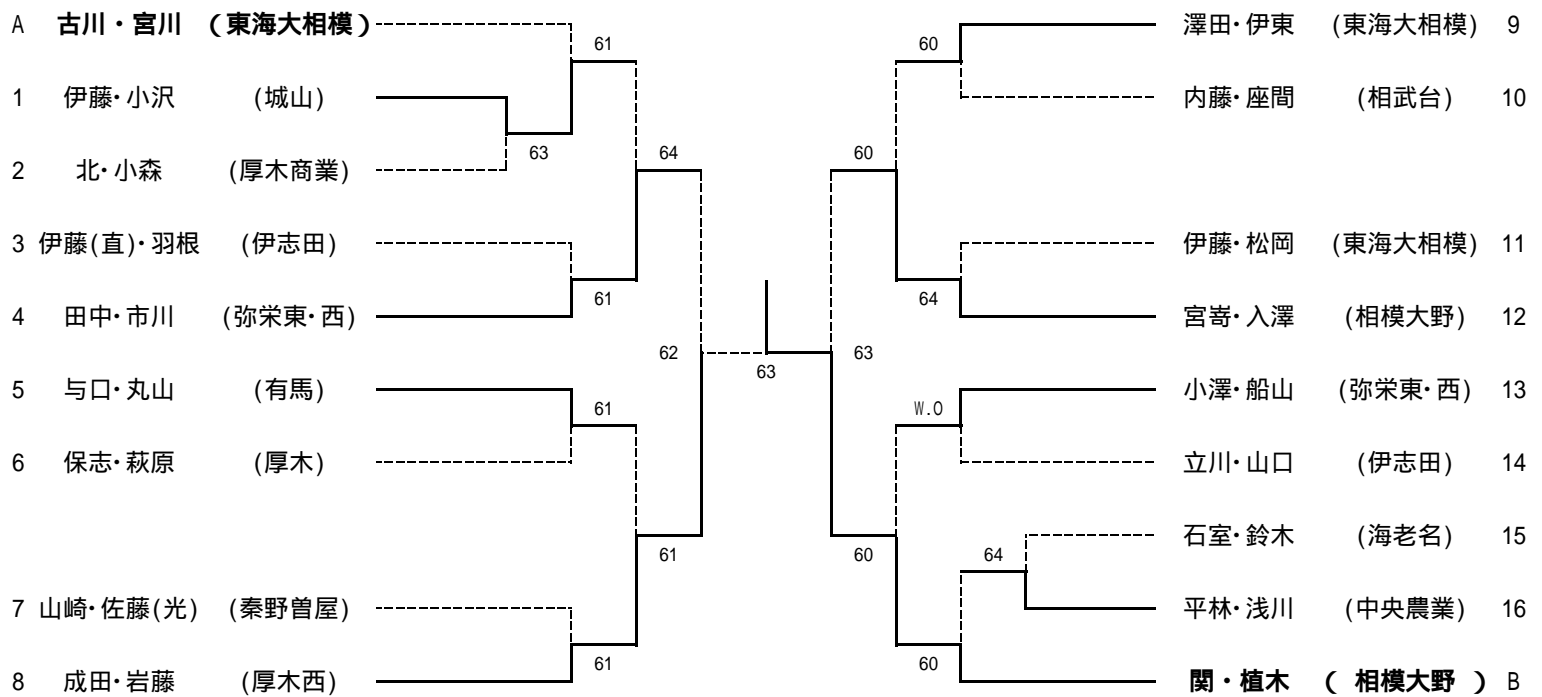 A 古川・宮川 (東海大相模)
61
1 伊藤・小沢 (城山)
63
2 北・小森 (厚木商業)
64
3 伊藤(直)・羽根 (伊志田)
61
4 田中・市川 (弥栄東・西)
62
5 与口・丸山 (有馬)
61
6 保志・萩原 (厚木)
61
7 山崎・佐藤(光) (秦野曽屋)
61
8 成田・岩藤 (厚木西)
63
澤田・伊東 (東海大相模) 9
60
内藤・座間 (相武台) 10
60
伊藤・松岡 (東海大相模) 11
64
宮嵜・入澤 (相模大野) 12
63
小澤・船山 (弥栄東・西) 13
W.O
立川・山口 (伊志田) 14
60
石室・鈴木 (海老名) 15
64
平林・浅川 (中央農業) 16
60
関・植木 ( 相模大野 ) B